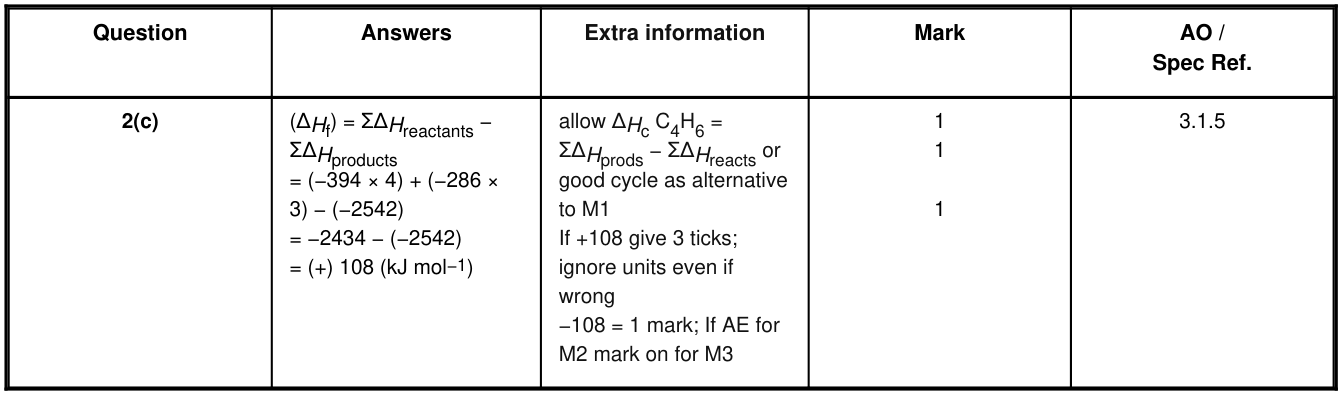 Question
Answers
Extra information
Mark
AO /
Spec Ref.
2(c)
(ΔHf) = ΣΔHreactants –
ΣΔHproducts
= (−394 × 4) + (−286 ×
3) – (−2542)
= −2434 – (−2542)
= (+) 108 (kJ mol−1)
allow ΔHc C4H6 =
ΣΔHprods − ΣΔHreacts or
good cycle as alternative
to M1
If +108 give 3 ticks;
ignore units even if
wrong
−108 = 1 mark; If AE for
M2 mark on for M3
1
1
1
3.1.5